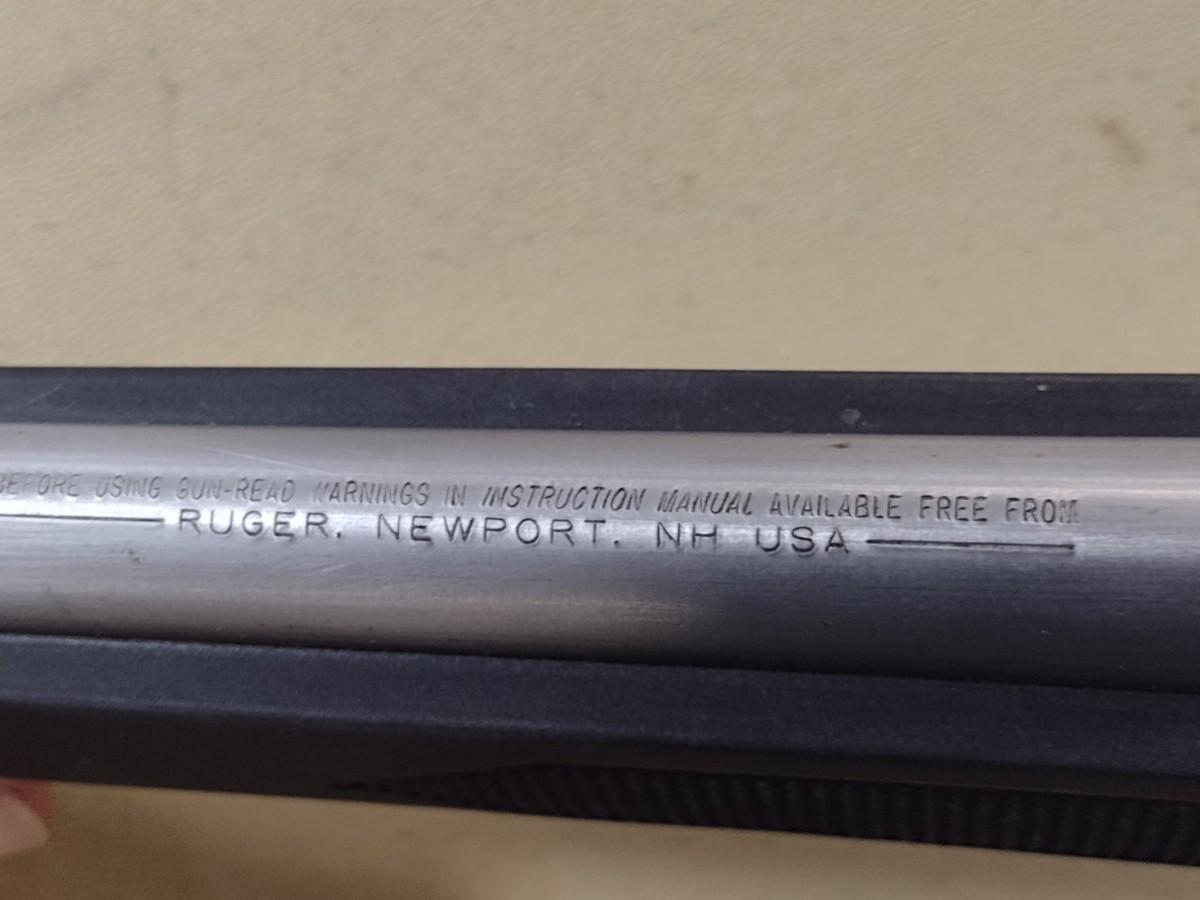 BEFORE USING GUN-READ WARNINGS IN INSTRUCTION MANUAL AVAILABLE FREE FROM
RUGER, NEWPORT, NH USA